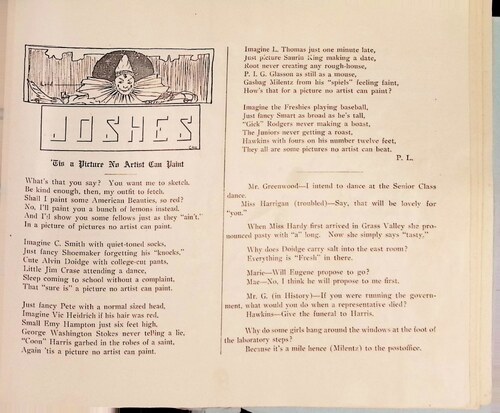 JOSHES
'Tis a Picture No Artist Can Paint
What's that you say? You want me to sketch.
Be kind enough, then, my outfit to fetch.
Shall I paint some American Beauties, so red?
No, I'll paint you a bunch of lemons instead.
And I'd show you some fellows just as they "ain't."
In a picture of pictures no artist can paint.
Imagine C. Smith with quiet-toned socks,
Just fancy Shoemaker forgetting his "knocks."
Cute Alvin Doidge with college-cut pants,
Little Jim Crase attending a dance,
Sleep coming to school without a complaint.
That "sure is" a picture no artist can paint.
Just fancy Pete with a normal sized head,
Imagine Vic Heidrich if his hair was red,
Small Emy Hampton just six feet high,
George Washington Stokes never telling a lie,
"Coon" Harris garbed in the robes of a saint,
Again 'tis a picture no artist can paint.
Imagine L. Thomas just one minute late,
Just picture Sauriu King making a date,
Root never creating any rough-house,
P. I. G. Glasson as still as a mouse,
Gasbag Milentz from his "spiels" feeling faint,
How's that for a picture no artist can paint?
Imagine the Freshies playing baseball,
Just fancy Smart as broad as he's tall,
"Gick" Rodgers never making a boast,
The Juniors never getting a roast,
Hawkins with fours on his number twelve feet,
They all are some pictures no artist can beat.
P. L.
Mr. Greenwood—I intend to dance at the Senior Class
dance.
Miss Harrigan (troubled)—Say, that will be lovely for
"you."
When Miss Hardy first arrived in Grass Valley she pro-
nounced pasty with "a" long. Now she simply says "tasty."
Why does Doidge carry salt into the east room?
Everything is "Fresh" in there.
Marie—Will Eugene propose to go?
Mae—No, I think he will propose to me first.
Mr. G. (in History)—If you were running the govern-
ment, what would you do when a representative died?
Hawkins—Give the funeral to Harris.
Why do some girls hang around the windows at the foot of
the laboratory steps?
Because it's a mile hence (Milentz) to the postoffice.